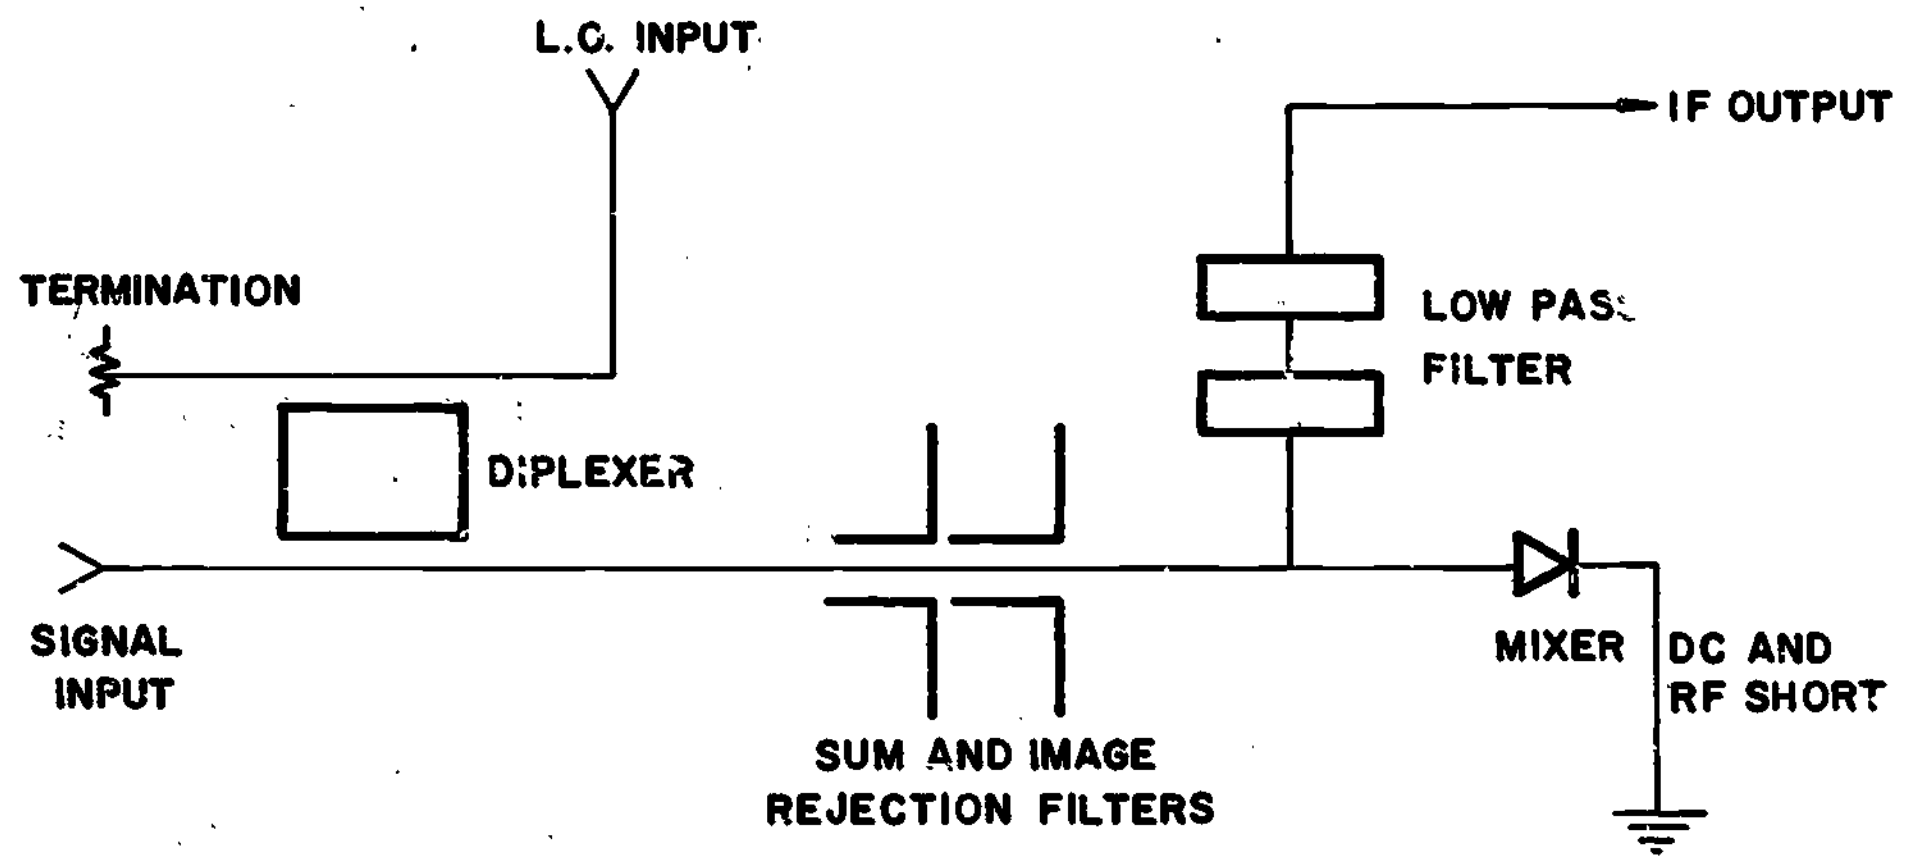 L.O. INPUT
IF OUTPUT
TERMINATION
LOW PASS
FILTER
DIPLEXER
SIGNAL
INPUT
MIXER
DC AND
RF SHORT
SUM AND IMAGE
REJECTION FILTERS